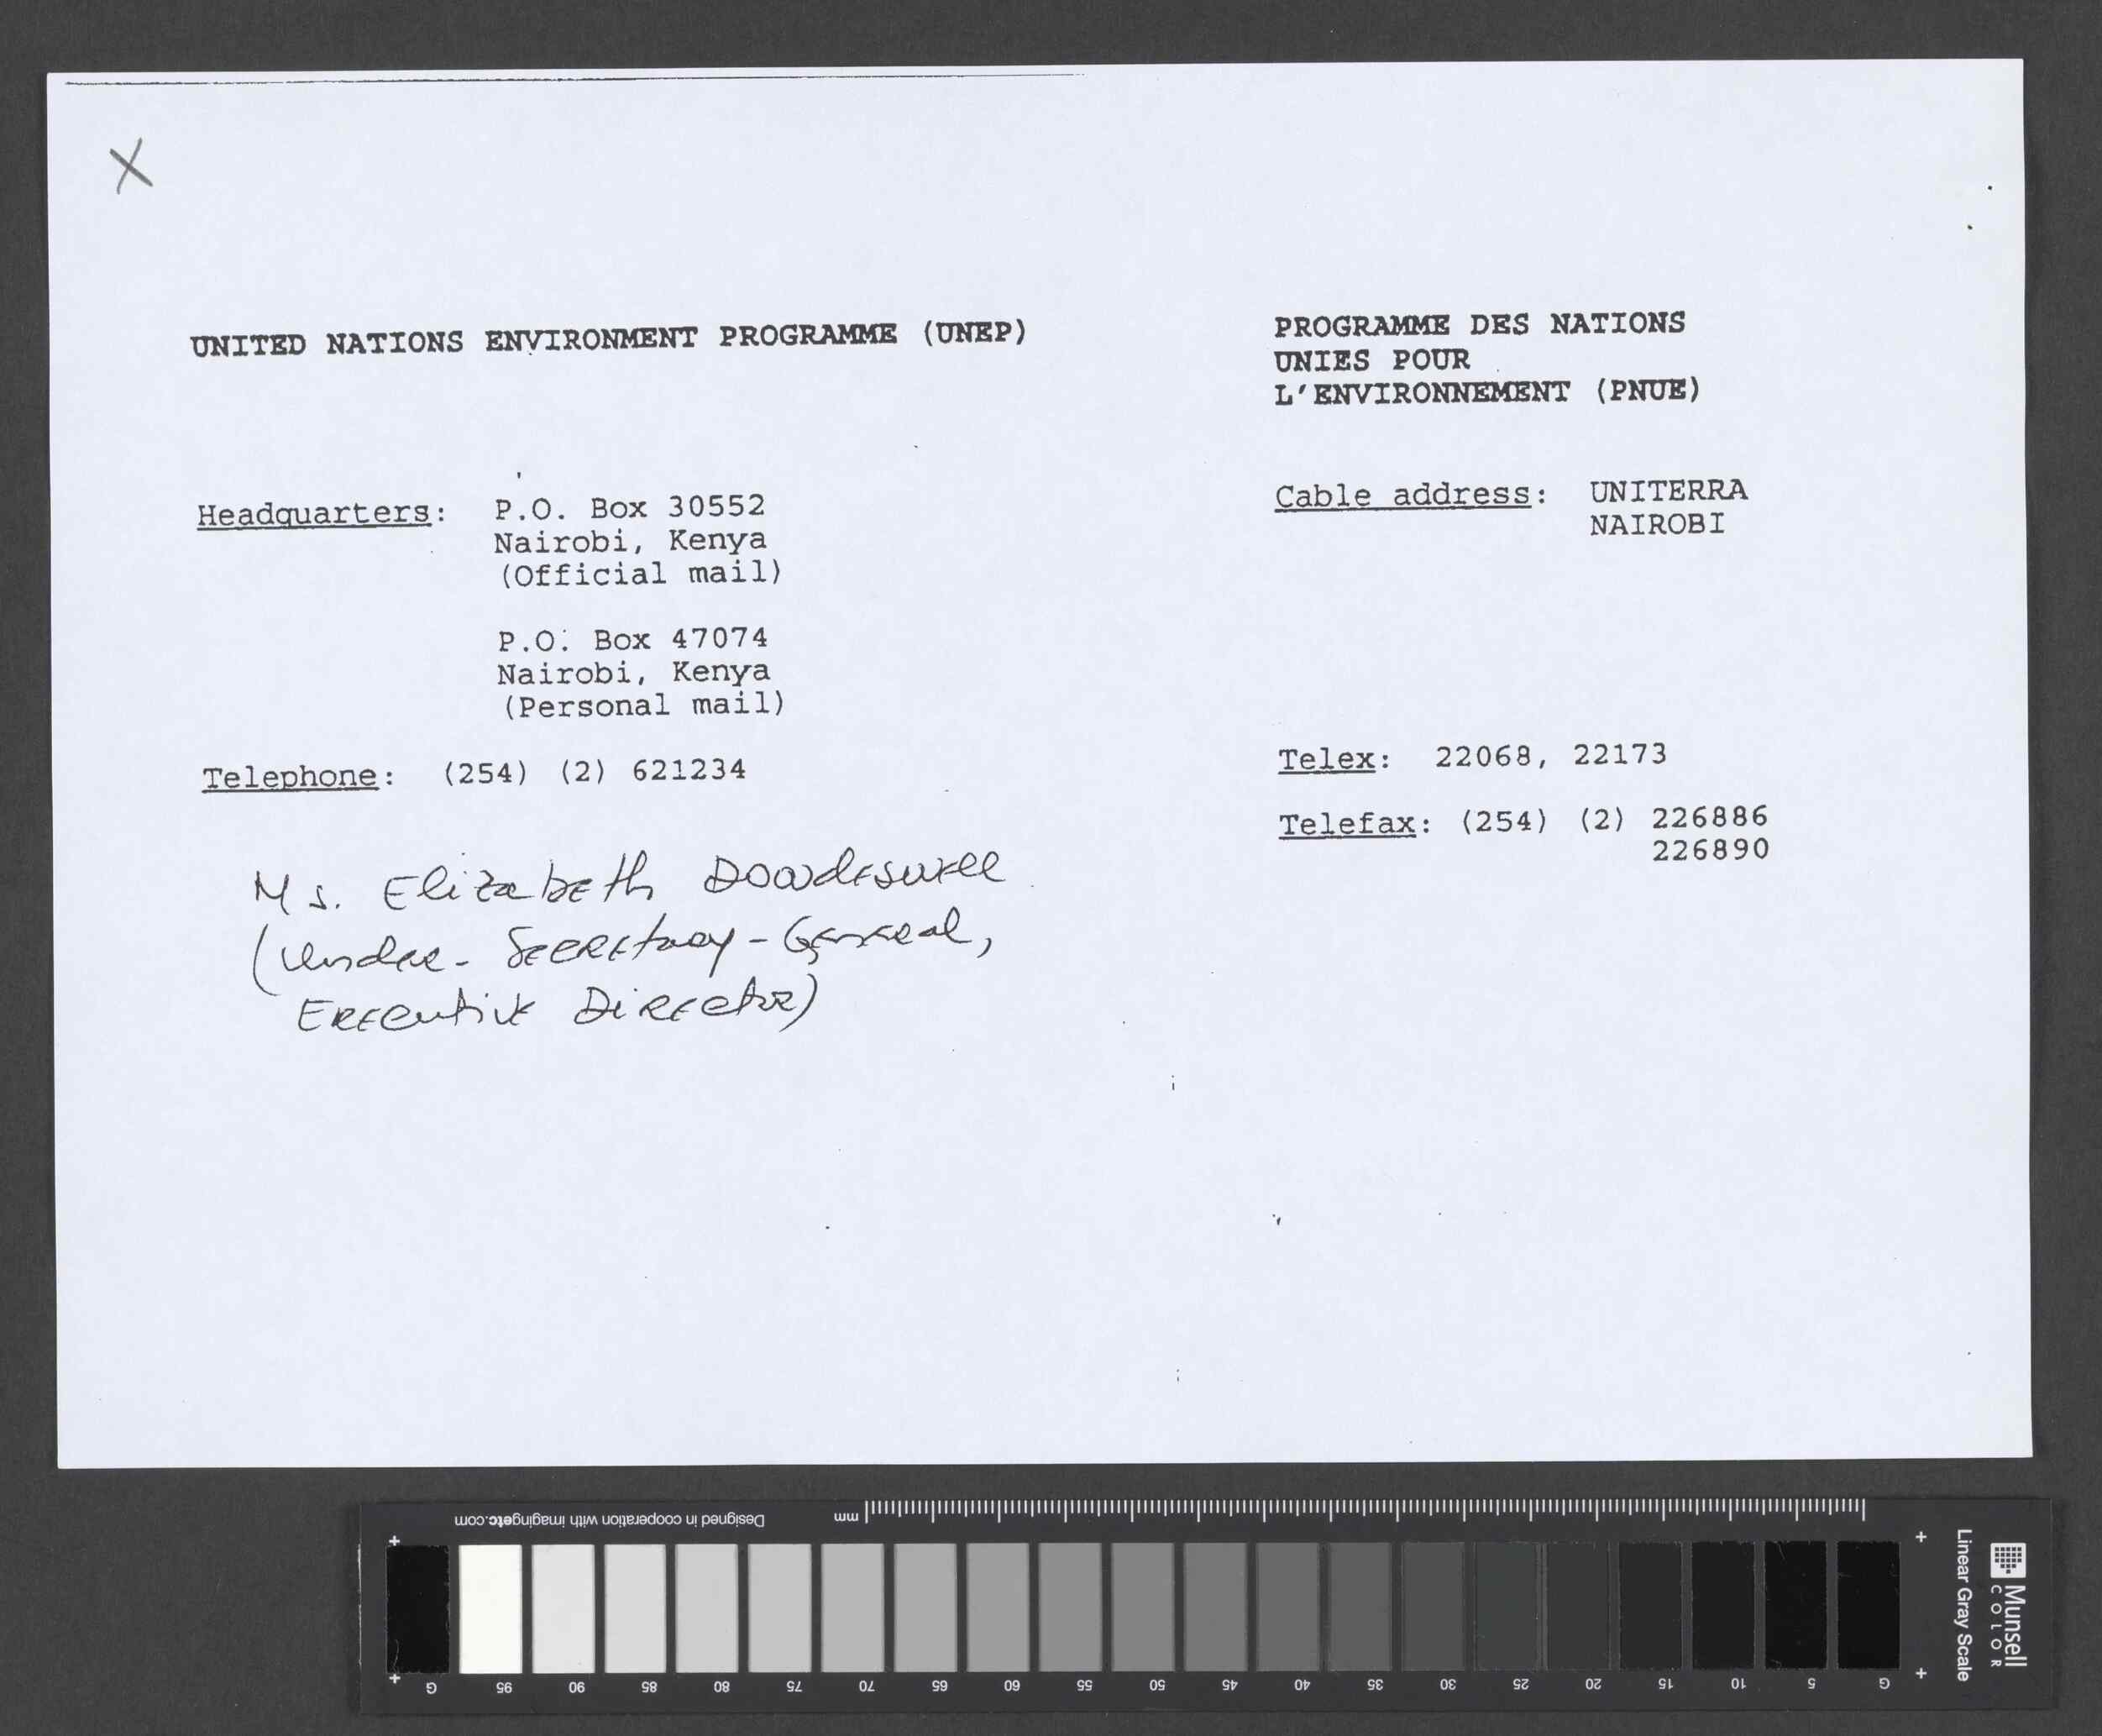 X
UNITED NATIONS ENVIRONMENT PROGRAMME (UNEP)
PROGRAMME DES NATIONS
UNIES POUR
L'ENVIRONNEMENT (PNUE)
Headquarters: P.O. Box 30552
Nairobi, Kenya
(Official mail)
P.O. Box 47074
Nairobi, Kenya
(Personal mail)
Telephone: (254) (2) 621234
Cable address: UNITERRA
NAIROBI
Telex: 22068, 22173
Telefax: (254) (2) 226886
226890
Ms. Elizabeth Dowdeswell
(Under-Secretary-General,
Executive Director)
Designed in cooperation with imagingetc.com
mm
G 95 90 85 80 75 70 65 60 55 50 45 40 35 30 25 20 15 10 5 G
Linear Gray Scale
Munsell
COLOR